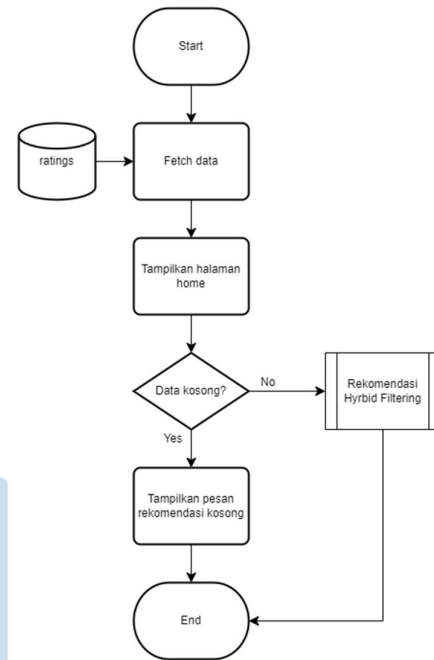 Start
ratings
Fetch data
Tampilkan halaman
home
Data kosong?
No
Rekomendasi
Hyrbid Filtering
Yes
Tampilkan pesan
rekomendasi kosong
End